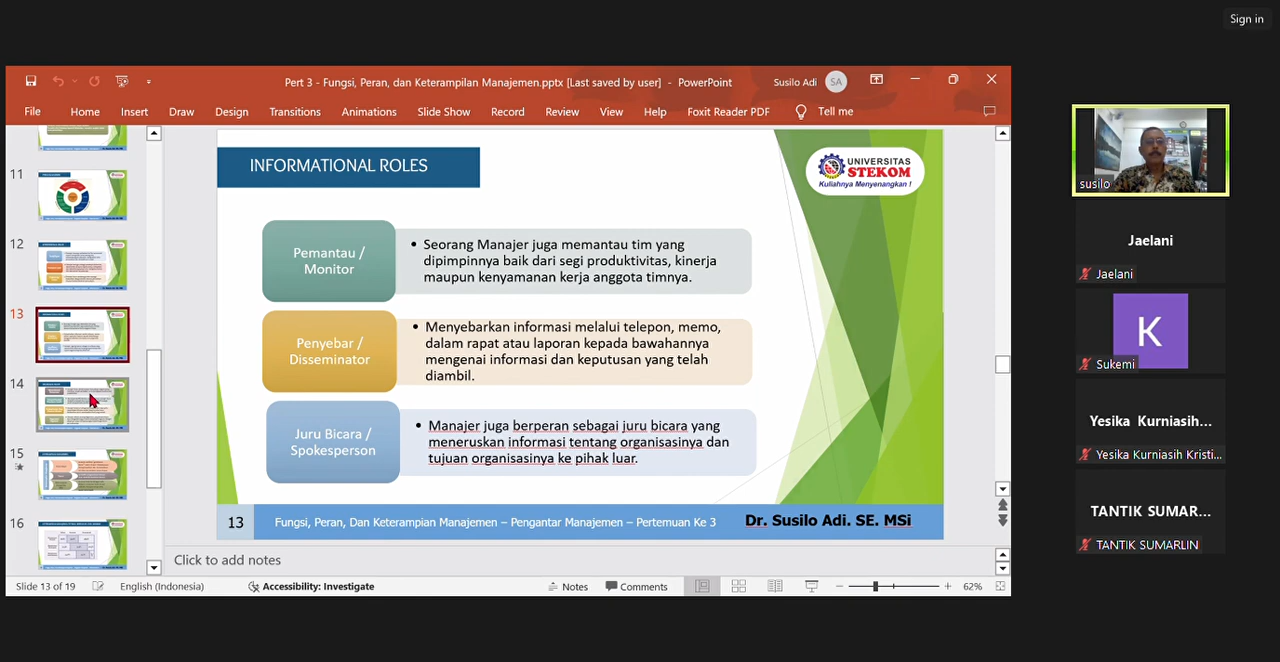 Sign in
Pert 3 - Fungsi, Peran, dan Keterampilan Manajemen.pptx [Last saved by user] - PowerPoint
Susilo Adi
SA
File Home Insert Draw Design Transitions Animations Slide Show Record Review View Help Foxit Reader PDF Tell me
11
12
13
14
15
16
INFORMATIONAL ROLES
UNIVERSITAS
STEKOM
Kuliahnya Menyenangkan !
Pemantau /
Monitor
• Seorang Manajer juga memantau tim yang
dipimpinnya baik dari segi produktivitas, kinerja
maupun kenyamanan kerja anggota timnya.
Penyebar /
Disseminator
• Menyebarkan informasi melalui telepon, memo,
dalam rapat atau laporan kepada bawahannya
mengenai informasi dan keputusan yang telah
diambil.
Juru Bicara /
Spokesperson
• Manajer juga berperan sebagai juru bicara yang
meneruskan informasi tentang organisasinya dan
tujuan organisasinya ke pihak luar.
13
Fungsi, Peran, Dan Keterampian Manajemen – Pengantar Manajemen – Pertemuan Ke 3
Dr. Susilo Adi. SE. MSi
Click to add notes
Slide 13 of 19
English (Indonesia)
Accessibility: Investigate
Notes
Comments
62%
susilo
Jaelani
Jaelani
K
Sukemi
Yesika Kurniasih...
Yesika Kurniasih Kristi...
TANTIK SUMAR...
TANTIK SUMARLIN